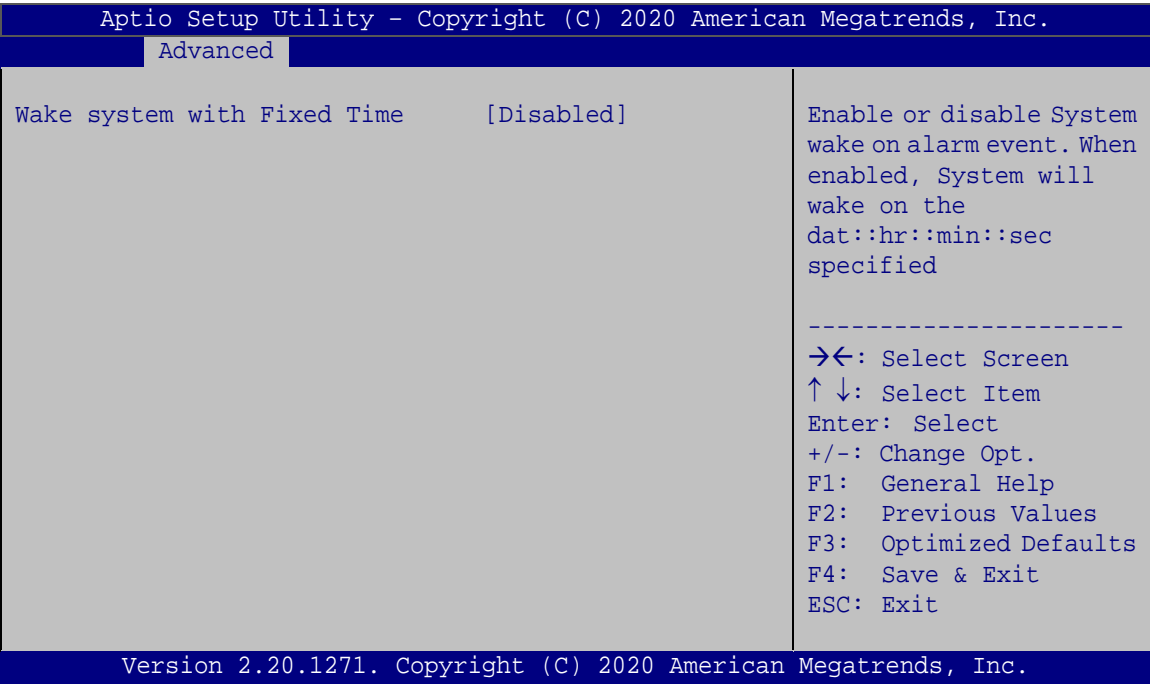 Aptio Setup Utility – Copyright (C) 2020 American Megatrends, Inc.
Advanced
Wake system with Fixed Time [Disabled]
Enable or disable System
wake on alarm event. When
enabled, System will
wake on the
dat::hr::min::sec
specified
----------------------
→←: Select Screen
↑ ↓: Select Item
Enter: Select
+/-: Change Opt.
F1: General Help
F2: Previous Values
F3: Optimized Defaults
F4: Save & Exit
ESC: Exit
Version 2.20.1271. Copyright (C) 2020 American Megatrends, Inc.